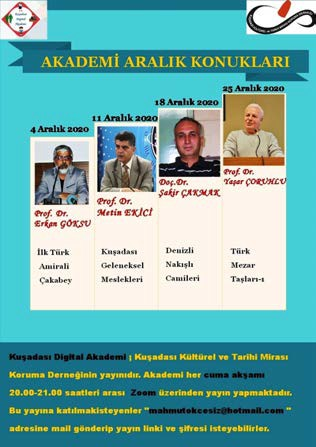 AKADEMİ ARALIK KONUKLARI
4 Aralık 2020
11 Aralık 2020
18 Aralık 2020
25 Aralık 2020
Prof. Dr.
Erkan GÖKSU
Prof. Dr.
Metin EKİCİ
Doç.Dr.
Şakir ÇAKMAK
Prof. Dr.
Yaşar ÇORUHLU
İlk Türk
Amirali
Çakabey
Kuşadası
Geleneksel
Meslekleri
Denizli
Nakışlı
Camileri
Türk
Mezar
Taşları-ı
Kuşadası Digital Akademi ; Kuşadası Kültürel ve Tarihi Mirası
Koruma Derneğinin yayınıdır. Akademi her cuma akşamı
20.00-21.00 saatleri arası Zoom üzerinden yayın yapmaktadır.
Bu yayına katılmakisteyenler "mahmutokcesiz@hotmail.com "
adresine mail gönderip yayın linki ve şifresi isteyebilirler.